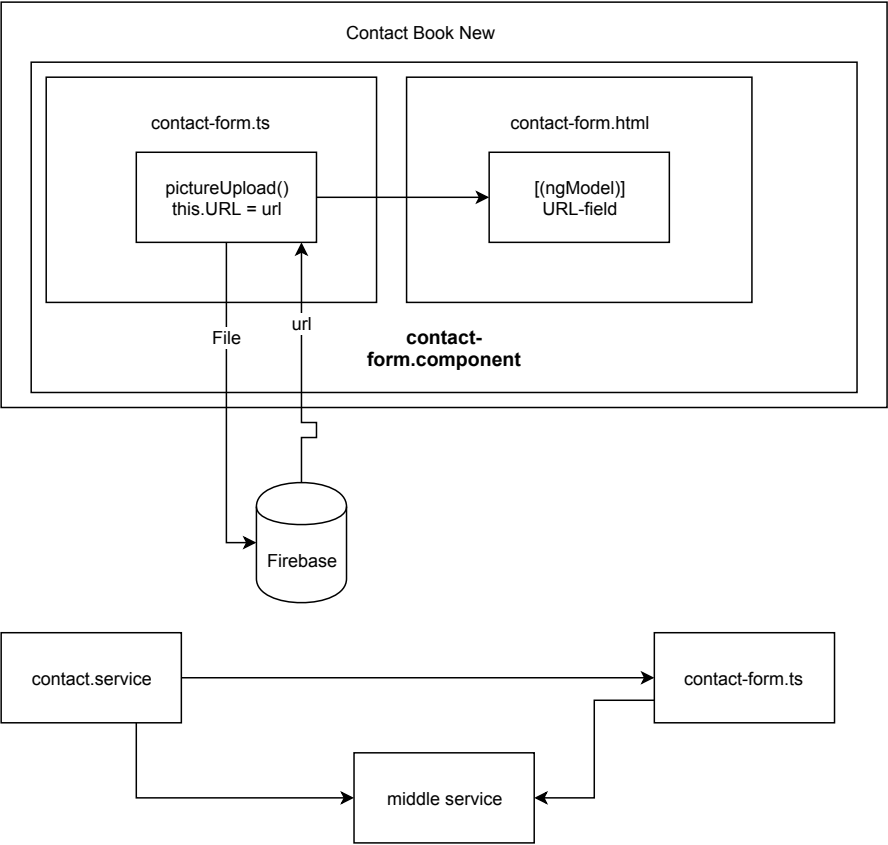 Contact Book New
contact-form.ts
contact-form.html
pictureUpload()
this.URL = url
[(ngModel)]
URL-field
File
url
contact-
form.component
Firebase
contact.service
contact-form.ts
middle service